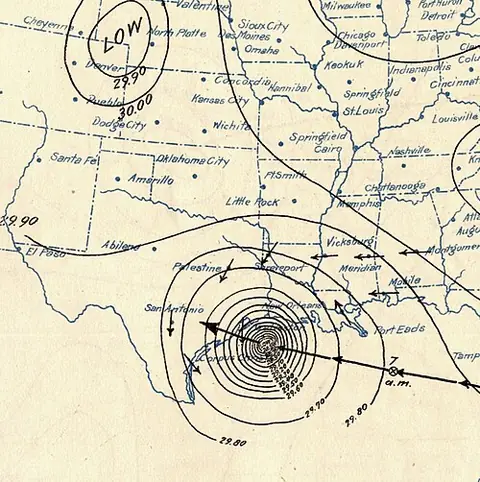 Valentine
Milwaukee
Port Huron
Detroit
Cheyenne
LOW
North Platte
Sioux City
Des Moines
Omaha
Chicago
Davenport
Toledo
Denver
29.90
Keokuk
Indianapolis
Cincinnati
Pueblo
30.00
Concordia
Kansas City
Hannibal
Springfield
St. Louis
Louisville
Dodge City
Wichita
Springfield
Cairo
Nashville
Santa Fe
Oklahoma City
Amarillo
Ft Smith
Chattanooga
Little Rock
Memphis
29.90
El Paso
Abilene
Vicksburg
Meridian
Montgomer
Palestine
Shreveport
Mobile
San Antonio
New Orleans
Port Eads
Corpus
7
a.m.
Tamp
29.70
29.80
29.80